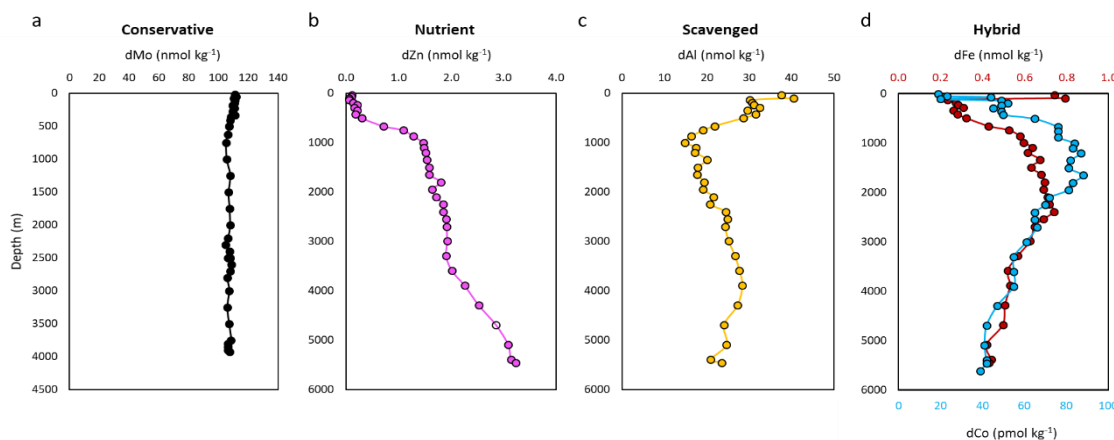 a
Conservative
dMo (nmol kg⁻¹)
0 20 40 60 80 100 120 140
0
500
1000
1500
2000
2500
3000
3500
4000
4500
Depth (m)
b
Nutrient
dZn (nmol kg⁻¹)
0.0 1.0 2.0 3.0 4.0
0
1000
2000
3000
4000
5000
6000
c
Scavenged
dAl (nmol kg⁻¹)
0 10 20 30 40 50
0
1000
2000
3000
4000
5000
6000
d
Hybrid
dFe (nmol kg⁻¹)
0.0 0.2 0.4 0.6 0.8 1.0
0
1000
2000
3000
4000
5000
6000
0 20 40 60 80 100
dCo (pmol kg⁻¹)